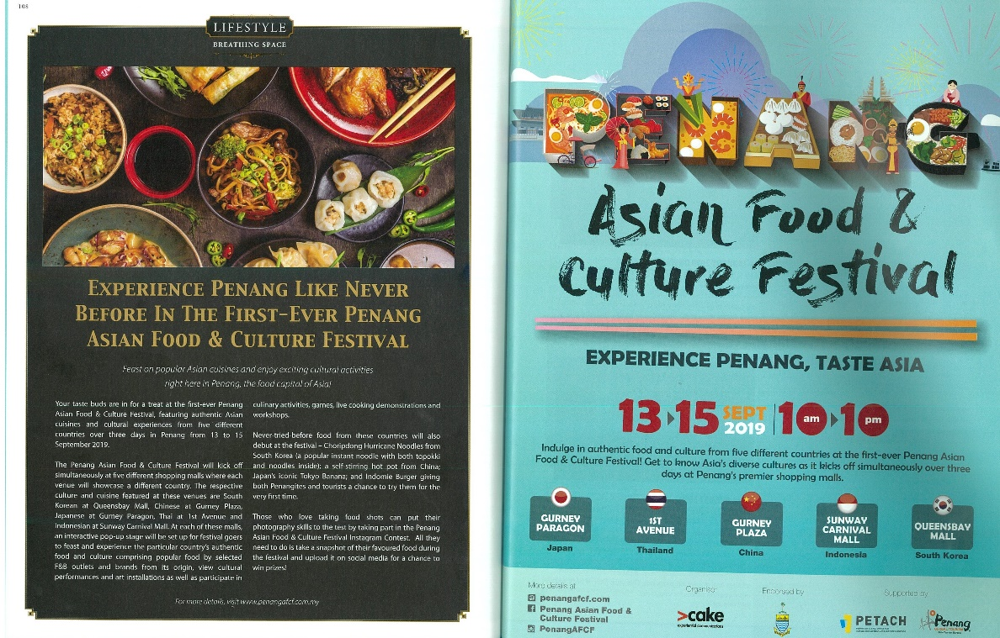 108
LIFESTYLE
BREATHING SPACE
EXPERIENCE PENANG LIKE NEVER
BEFORE IN THE FIRST-EVER PENANG
ASIAN FOOD & CULTURE FESTIVAL
Feast on popular Asian cuisines and enjoy exciting cultural activities
right here in Penang, the food capital of Asia!
Your taste buds are in for a treat at the first-ever Penang
Asian Food & Culture Festival, featuring authentic Asian
cuisines and cultural experiences from five different
countries over three days in Penang from 13 to 15
September 2019.
The Penang Asian Food & Culture Festival will kick off
simultaneously at five different shopping malls where each
venue will showcase a different country. The respective
culture and cuisine featured at these venues are South
Korean at Queensbay Mall, Chinese at Gurney Plaza,
Japanese at Gurney Paragon, Thai at 1st Avenue and
Indonesian at Sunway Carnival Mall. At each of these malls,
an interactive pop-up stage will be set up for festival goers
to feast and experience the particular country's authentic
food and culture comprising popular food by selected
F&B outlets and brands from its origin, view cultural
performances and art installations as well as participate in
culinary activities, games, live cooking demonstrations and
workshops.
Never-tried-before food from these countries will also
debut at the festival – Choripdong Hurricane Noodles from
South Korea (a popular instant noodle with both topokki
and noodles inside); a self-stirring hot pot from China;
Japan's iconic Tokyo Banana; and Indomie Burger giving
both Penangites and tourists a chance to try them for the
very first time.
Those who love taking food shots can put their
photography skills to the test by taking part in the Penang
Asian Food & Culture Festival Instagram Contest. All they
need to do is take a snapshot of their favoured food during
the festival and upload it on social media for a chance to
win prizes!
For more details, visit www.penangafcf.com.my
PENANG
Asian Food &
Culture Festival
EXPERIENCE PENANG, TASTE ASIA
13 15 SEPT 2019 10 am 10 pm
Indulge in authentic food and culture from five different countries at the first-ever Penang Asian
Food & Culture Festival! Get to know Asia's diverse cultures as it kicks off simultaneously over three
days at Penang's premier shopping malls.
GURNEY PARAGON
Japan
1ST AVENUE
Thailand
GURNEY PLAZA
China
SUNWAY CARNIVAL MALL
Indonesia
QUEENSBAY MALL
South Korea
More details at
penangafcf.com
Penang Asian Food &
Culture Festival
PenangAFCF
Organiser
>cake
experiential communications
Endorsed by
Supported by
PETACH
Penang